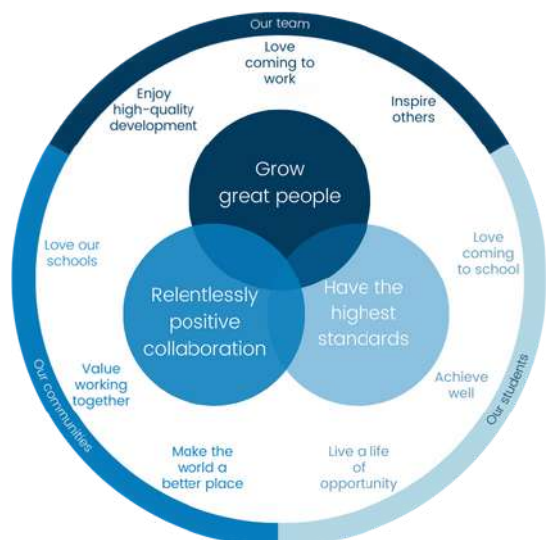 Our team
Love
coming to
work
Enjoy
high-quality
development
Inspire
others
Grow
great people
Love our
schools
Love
coming
to school
Relentlessly
positive
collaboration
Have the
highest
standards
Value
working
together
Achieve
well
Our communities
Our students
Make the
world a
better place
Live a life
of
opportunity